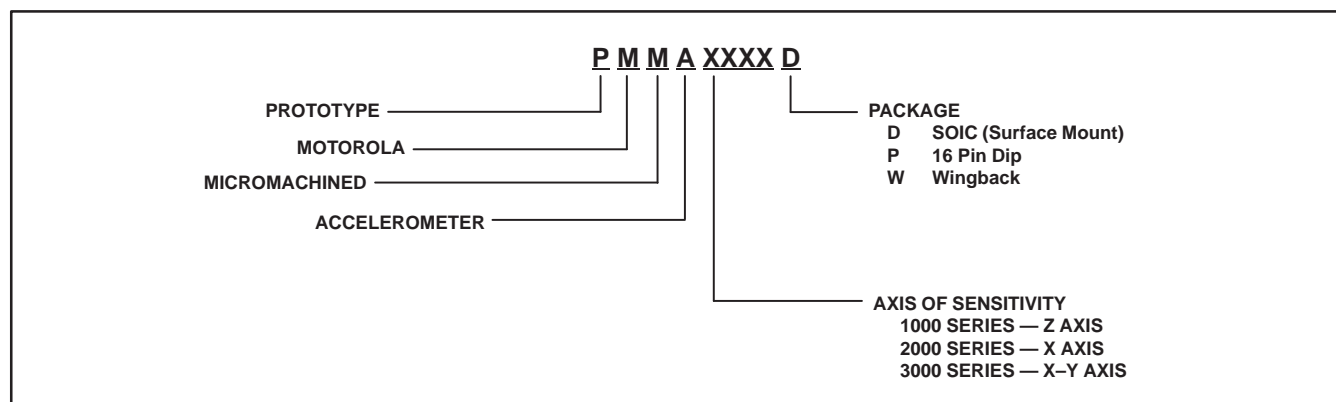 P M M A XXXX D
PROTOTYPE
MOTOROLA
MICROMACHINED
ACCELEROMETER
PACKAGE
D SOIC (Surface Mount)
P 16 Pin Dip
W Wingback
AXIS OF SENSITIVITY
1000 SERIES — Z AXIS
2000 SERIES — X AXIS
3000 SERIES — X–Y AXIS